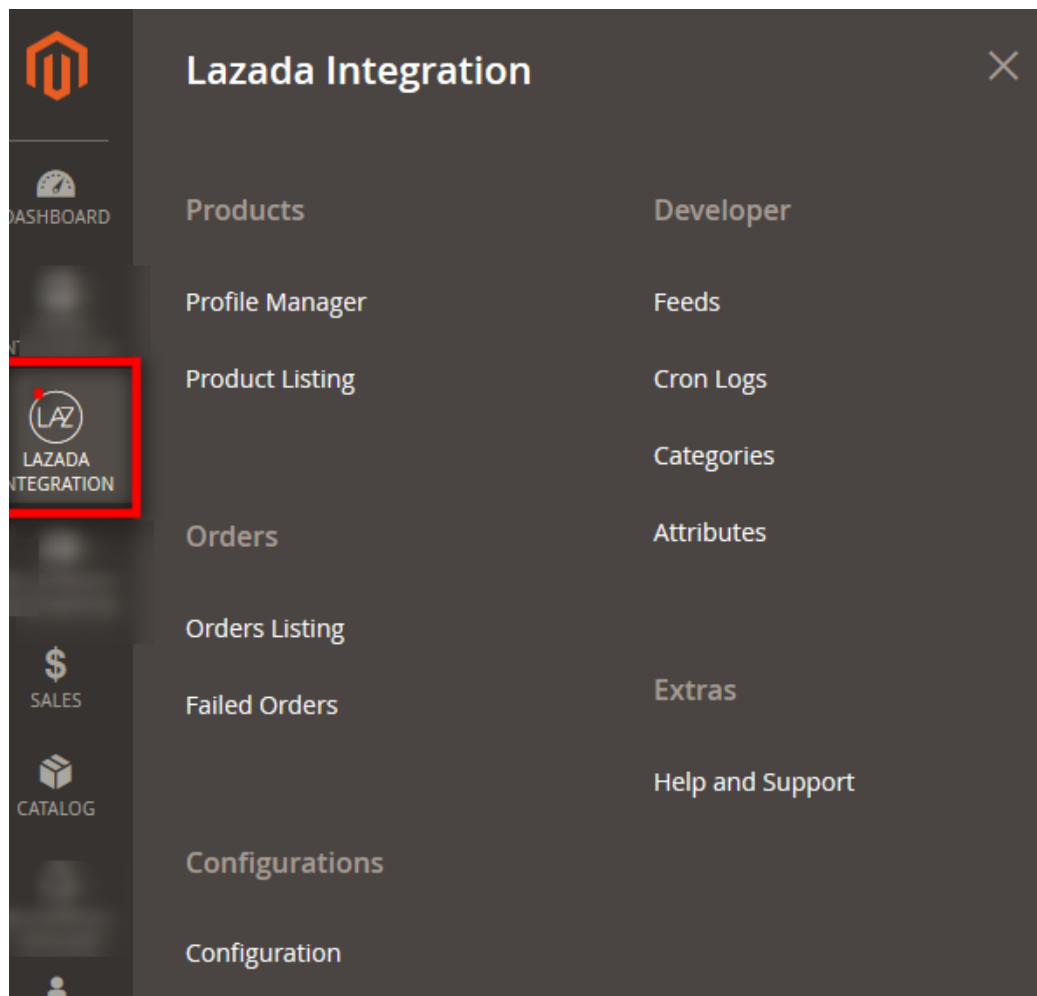 DASHBOARD
LAZ
LAZADA
INTEGRATION
$
SALES
CATALOG
Lazada Integration
Products
Profile Manager
Product Listing
Orders
Orders Listing
Failed Orders
Configurations
Configuration
Developer
Feeds
Cron Logs
Categories
Attributes
Extras
Help and Support